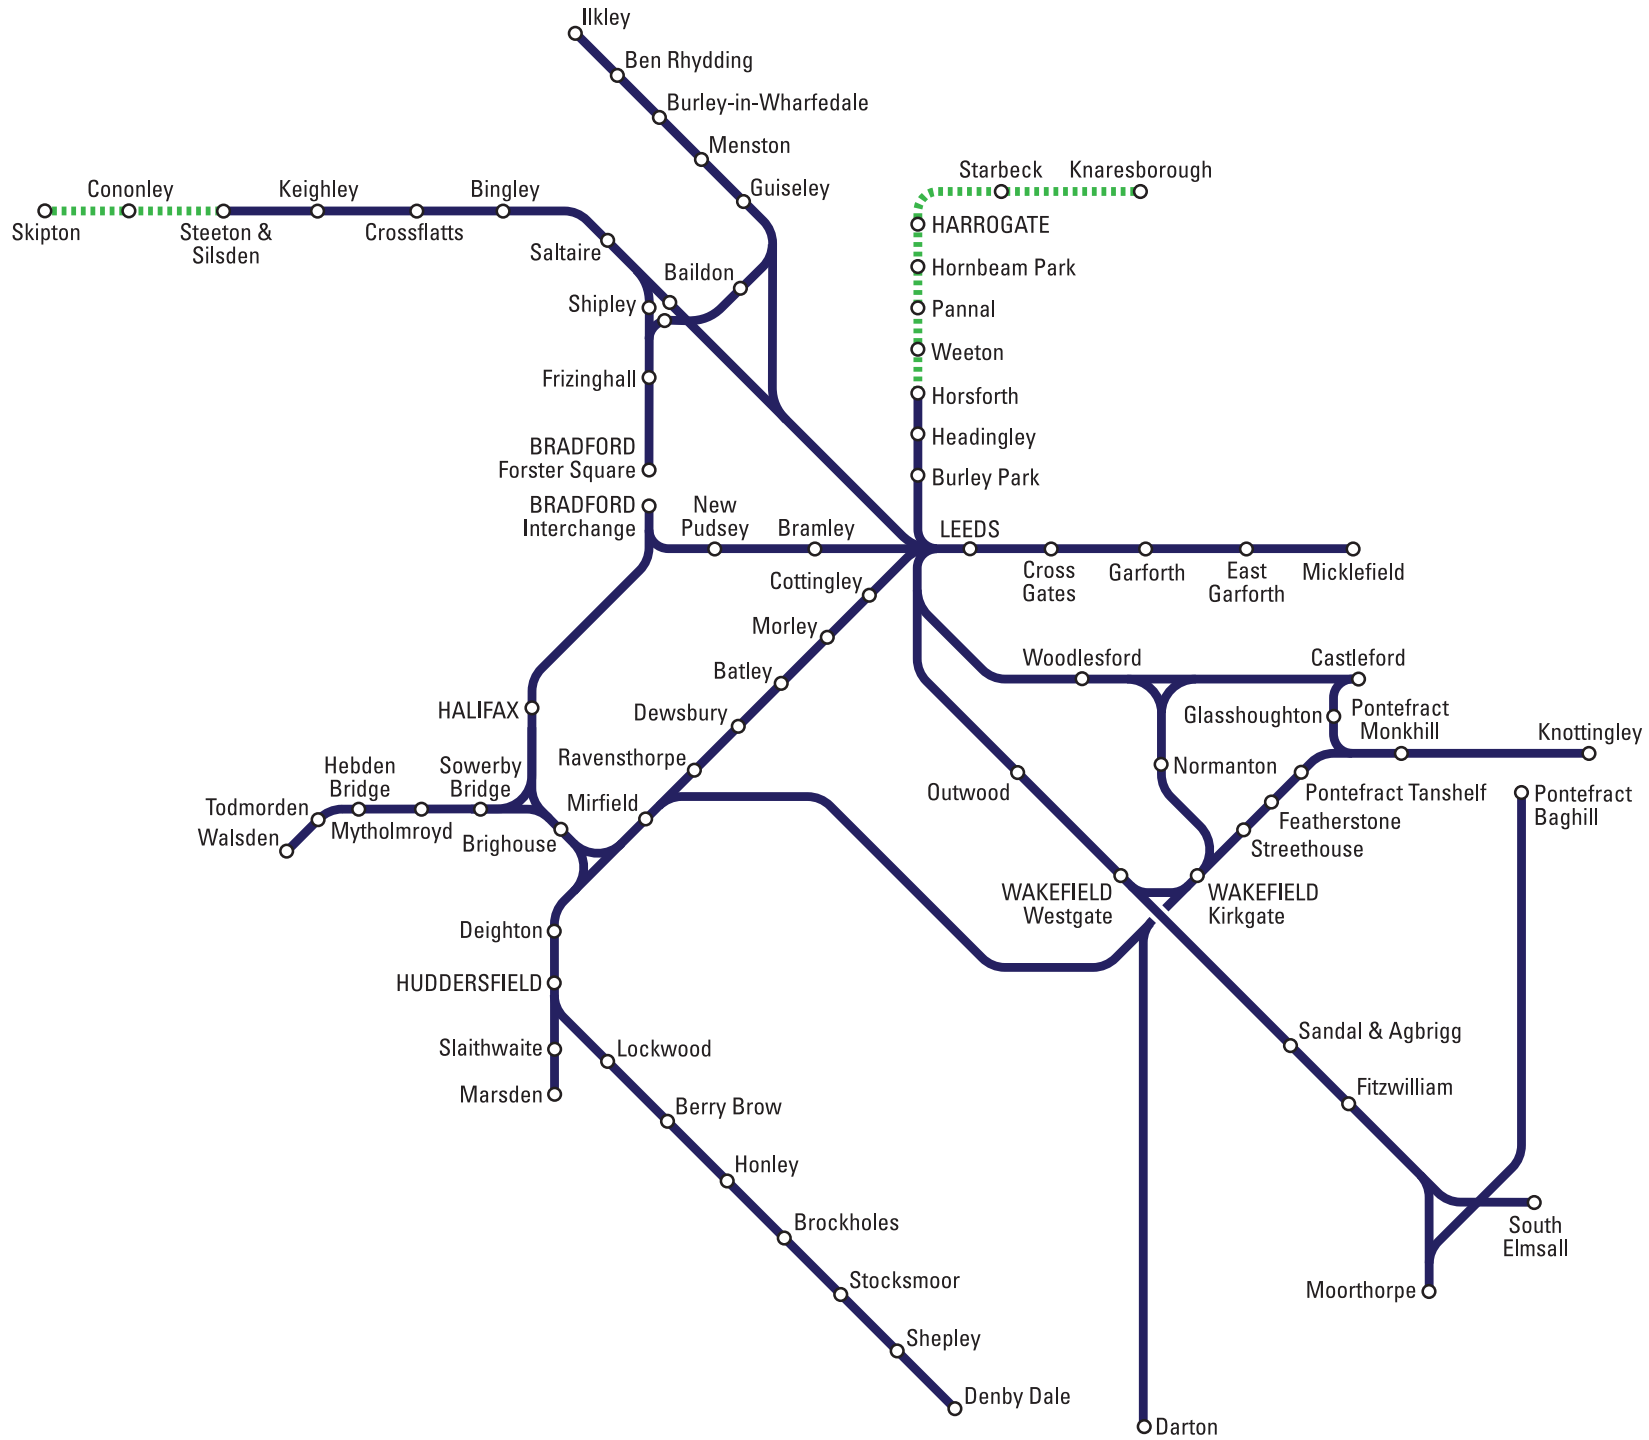 Ilkley
Ben Rhydding
Burley-in-Wharfedale
Menston
Guiseley
Starbeck
Knaresborough
Cononley
Keighley
Bingley
Skipton
Steeton &
Silsden
Crossflatts
HARROGATE
Saltaire
Baildon
Hornbeam Park
Shipley
Pannal
Weeton
Frizinghall
Horsforth
Headingley
BRADFORD
Forster Square
Burley Park
BRADFORD
Interchange
New
Pudsey
Bramley
LEEDS
Cross
Gates
Garforth
East
Garforth
Micklefield
Cottingley
Morley
Woodlesford
Castleford
Batley
HALIFAX
Dewsbury
Glasshoughton
Pontefract
Monkhill
Knottingley
Ravensthorpe
Hebden
Bridge
Sowerby
Bridge
Normanton
Outwood
Todmorden
Mirfield
Pontefract Tanshelf
Pontefract
Baghill
Walsden
Mytholmroyd
Brighouse
Featherstone
Streethouse
WAKEFIELD
Westgate
WAKEFIELD
Kirkgate
Deighton
HUDDERSFIELD
Slaithwaite
Lockwood
Sandal & Agbrigg
Marsden
Berry Brow
Fitzwilliam
Honley
Brockholes
South
Elmsall
Stocksmoor
Moorthorpe
Shepley
Denby Dale
Darton